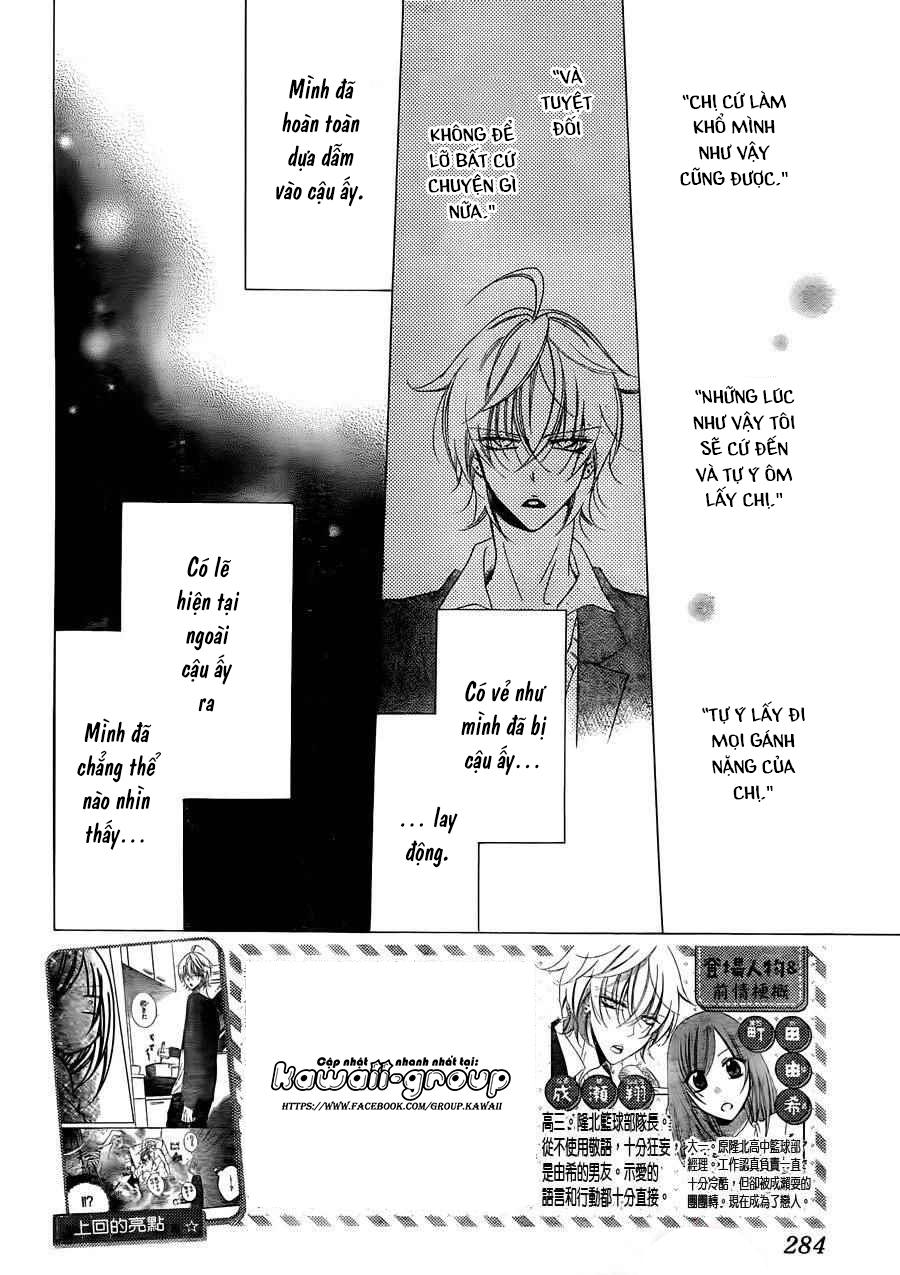 "CHỊ CỨ LÀM
KHỔ MÌNH
NHƯ VẬY
CŨNG ĐƯỢC."
"NHỮNG LÚC
NHƯ VẬY TÔI
SẼ CỨ ĐẾN
VÀ TỰ Ý ÔM
LẤY CHỊ."
"TỰ Ý LẤY ĐI
MỌI GÁNH
NẶNG CỦA
CHỊ."
"VÀ
TUYỆT
ĐỐI
KHÔNG ĐỂ
LỠ BẤT CỨ
CHUYỆN GÌ
NỮA."
Mình đã
hoàn toàn
dựa dẫm
vào cậu ấy.
Có vẻ như
mình đã bị
cậu ấy...
... lay
động.
Có lẽ
hiện tại
ngoài
cậu ấy
ra
Mình đã
chẳng thể
nào nhìn
thấy...
登場人物&
前情梗概
町田由希
大一。原隆北高中籃球部
經理。工作認真負責一直
十分冷酷，但卻被成瀨耍的
團團轉。現在成為了戀人。
成瀨翔
高三。隆北籃球部隊長。
從不使用敬語，十分狂妄
是由希的男友。示愛的
語言和行動都十分直接。
Cập nhật nhanh nhất tại:
kawaii-group
HTTPS://WWW.FACEBOOK.COM/GROUP.KAWAII
!!?
上回的亮點 ☆
284